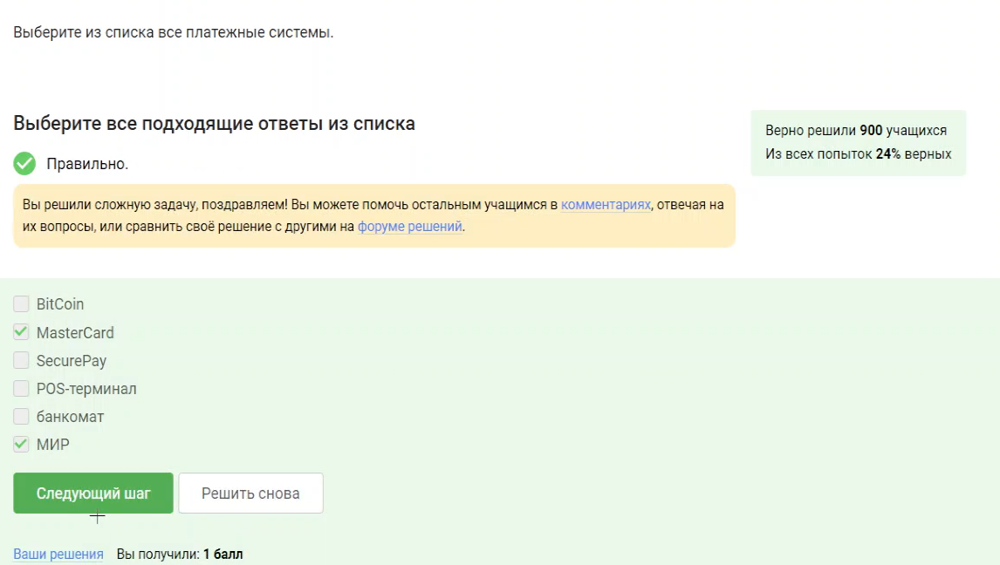 Выберите из списка все платежные системы.
Выберите все подходящие ответы из списка
Верно решили 900 учащихся
Из всех попыток 24% верных
Правильно.
Вы решили сложную задачу, поздравляем! Вы можете помочь остальным учащимся в комментариях, отвечая на
их вопросы, или сравнить своё решение с другими на форуме решений.
BitCoin
MasterCard
SecurePay
POS-терминал
банкомат
МИР
Следующий шаг
Решить снова
Ваши решения Вы получили: 1 балл